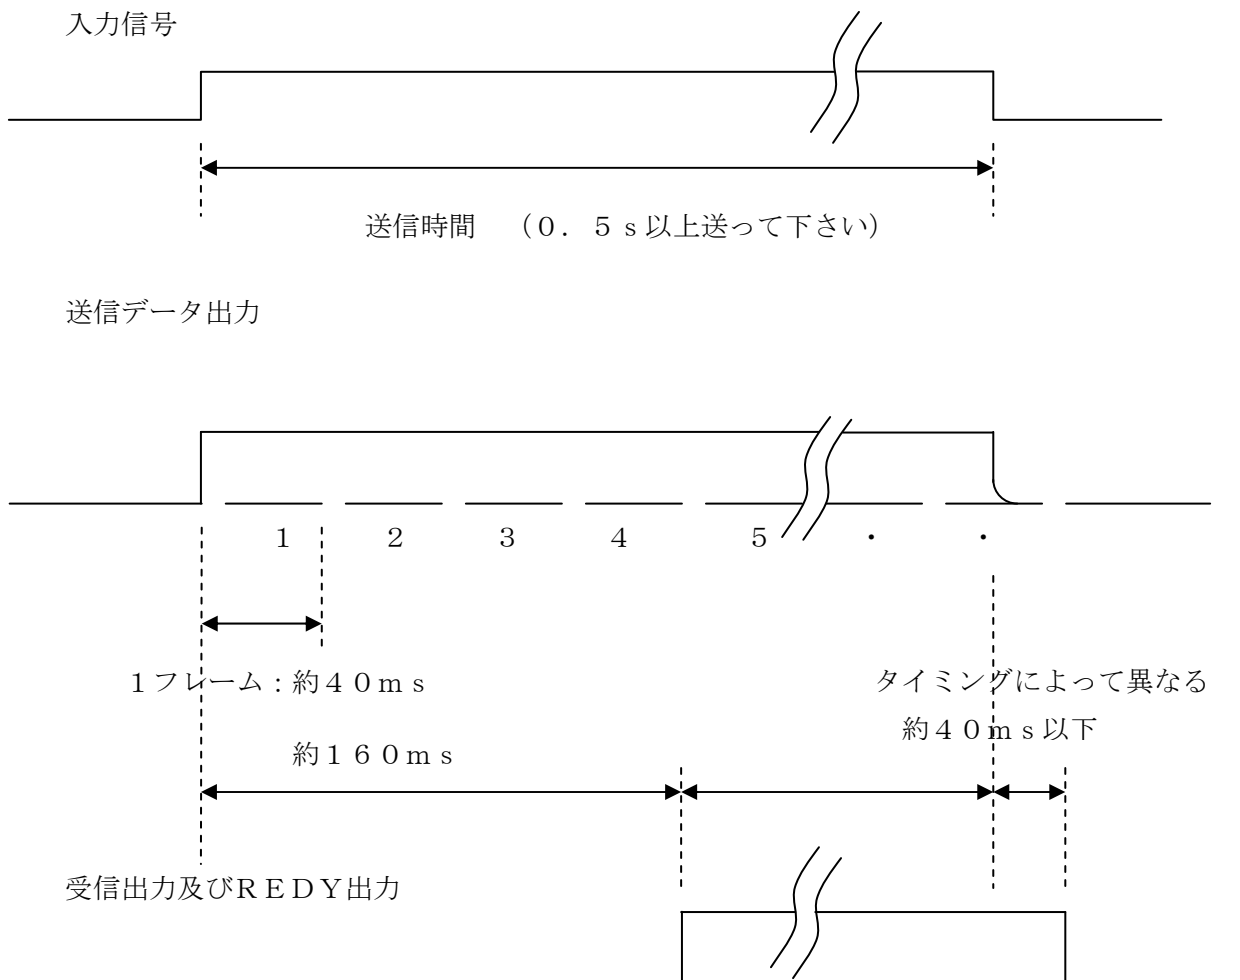 入力信号
送信時間　（０．５ｓ以上送って下さい）
送信データ出力
１　２　３　４　５　・　・
１フレーム：約４０ｍｓ
タイミングによって異なる
約４０ｍｓ以下
約１６０ｍｓ
受信出力及びＲＥＤＹ出力